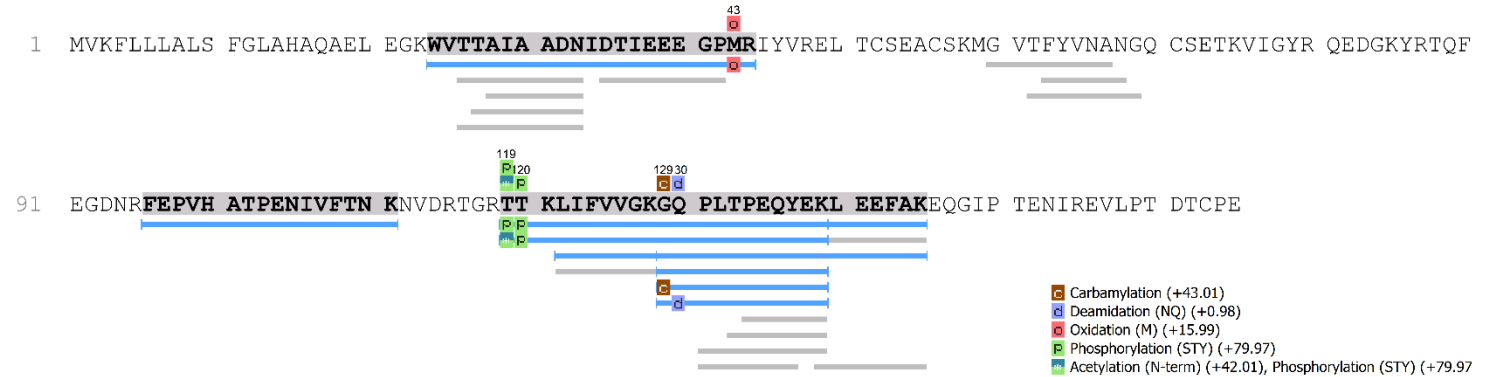 43
o
1 MVKFLLLALS FGLAHAQAEL EGKWVTTAIA ADNIDTIEEE GPMRIYVREL TCSEACSKMG VTFYVNANGQ CSETKVIGYR QEDGKYRTQF
o
119
P
120 129 30
P c d
91 EGDNRFEPVH ATPENIVFTN KNVDRTGRTT KLIFVVGKGQ PLTPEQYEKL EEFAKEQGIP TENIREVLPT DTCPE
P P
P
c
d
c Carbamylation (+43.01)
d Deamidation (NQ) (+0.98)
o Oxidation (M) (+15.99)
P Phosphorylation (STY) (+79.97)
Acetylation (N-term) (+42.01), Phosphorylation (STY) (+79.97